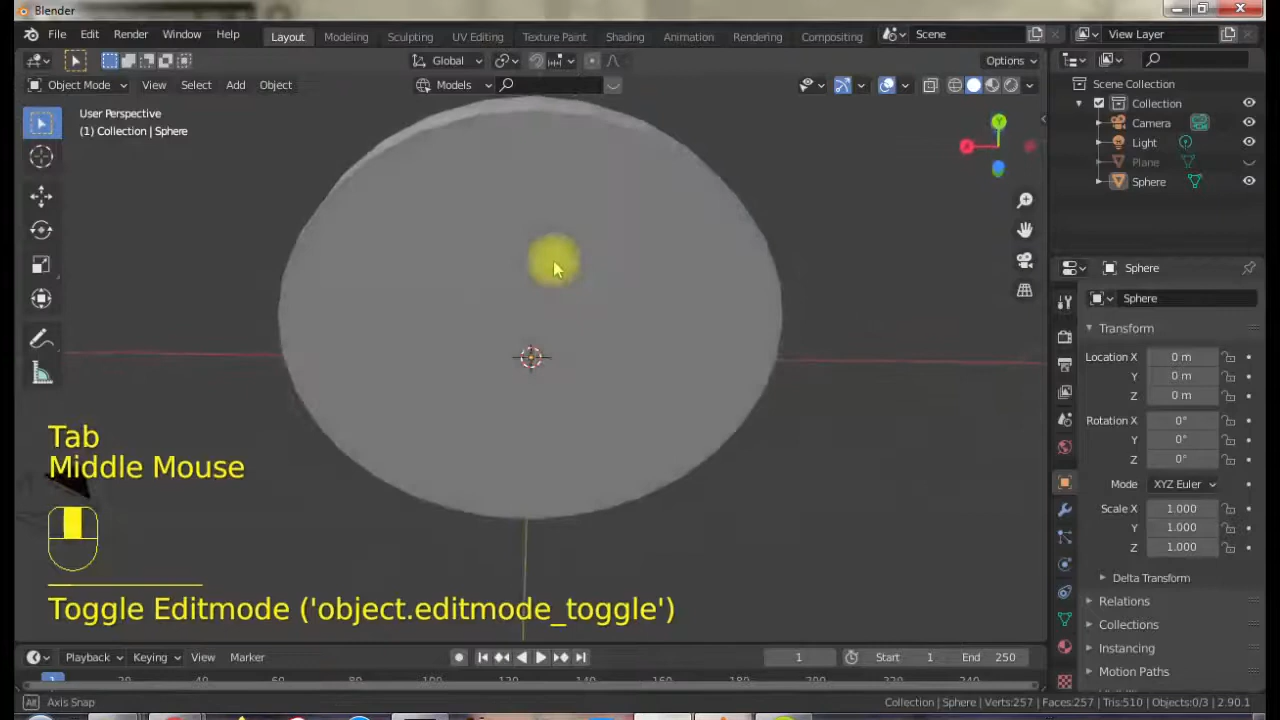 Blender
File Edit Render Window Help Layout Modeling Sculpting UV Editing Texture Paint Shading Animation Rendering Compositing Scene View Layer
Global Options
Object Mode View Select Add Object Models
User Perspective
(1) Collection | Sphere
Y
X
Scene Collection
Collection
Camera
Light
Plane
Sphere
Sphere
Sphere
Transform
Location X 0 m
Y 0 m
Z 0 m
Rotation X 0°
Y 0°
Z 0°
Mode XYZ Euler
Scale X 1.000
Y 1.000
Z 1.000
Delta Transform
Relations
Collections
Instancing
Motion Paths
Tab
Middle Mouse
Toggle Editmode ('object.editmode_toggle')
Playback Keying View Marker 1 Start 1 End 250
1
Alt Axis Snap
Collection | Sphere Verts:257 Faces:257 Tris:510 Objects:0/3 2.90.1